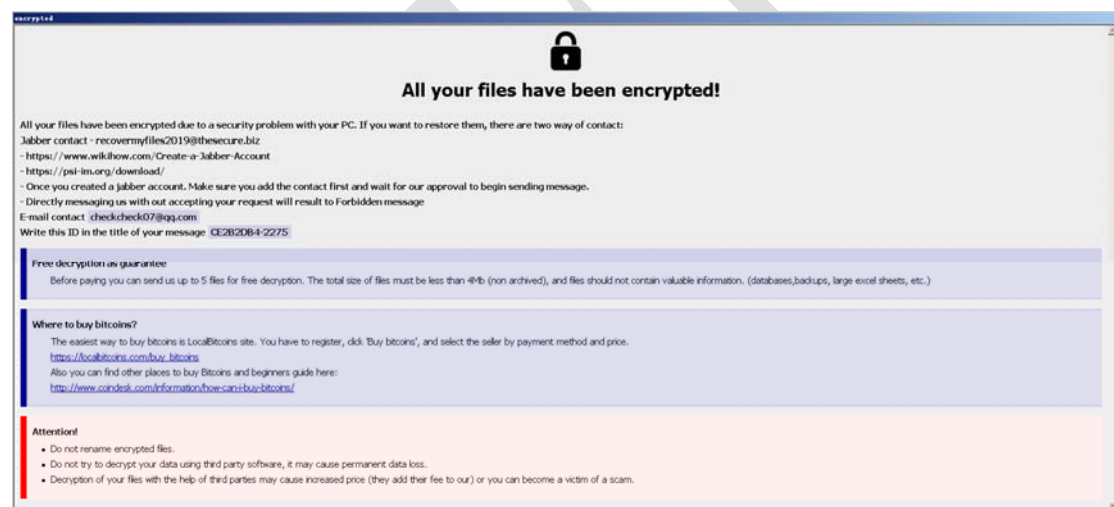 encrypted
All your files have been encrypted!
All your files have been encrypted due to a security problem with your PC. If you want to restore them, there are two way of contact:
Jabber contact - recovermyfiles2019@thesecure.biz
- https://www.wikihow.com/Create-a-Jabber-Account
- https://psi-im.org/download/
- Once you created a jabber account. Make sure you add the contact first and wait for our approval to begin sending message.
- Directly messaging us with out accepting your request will result to Forbidden message
E-mail contact checkcheck07@qq.com
Write this ID in the title of your message CE2B2DB4-2275
Free decryption as guarantee
Before paying you can send us up to 5 files for free decryption. The total size of files must be less than 4Mb (non archived), and files should not contain valuable information. (databases,backups, large excel sheets, etc.)
Where to buy bitcoins?
The easiest way to buy bitcoins is LocalBitcoins site. You have to register, click 'Buy bitcoins', and select the seller by payment method and price.
https://localbitcoins.com/buy_bitcoins
Also you can find other places to buy Bitcoins and beginners guide here:
http://www.coindesk.com/information/how-can-i-buy-bitcoins/
Attention!
• Do not rename encrypted files.
• Do not try to decrypt your data using third party software, it may cause permanent data loss.
• Decryption of your files with the help of third parties may cause increased price (they add ther fee to our) or you can become a victim of a scam.